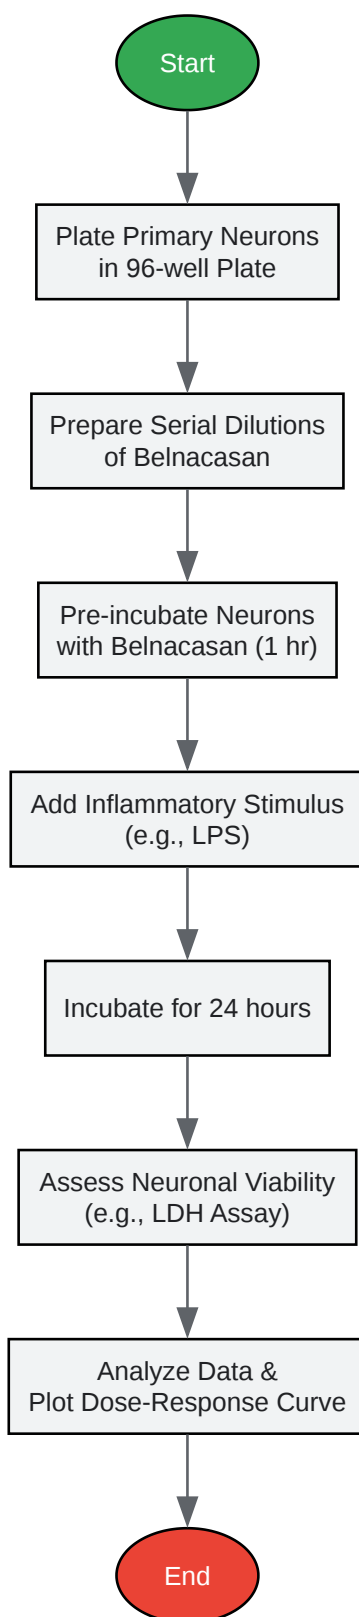 Start
Plate Primary Neurons
in 96-well Plate
Prepare Serial Dilutions
of Belnacasan
Pre-incubate Neurons
with Belnacasan (1 hr)
Add Inflammatory Stimulus
(e.g., LPS)
Incubate for 24 hours
Assess Neuronal Viability
(e.g., LDH Assay)
Analyze Data &
Plot Dose-Response Curve
End